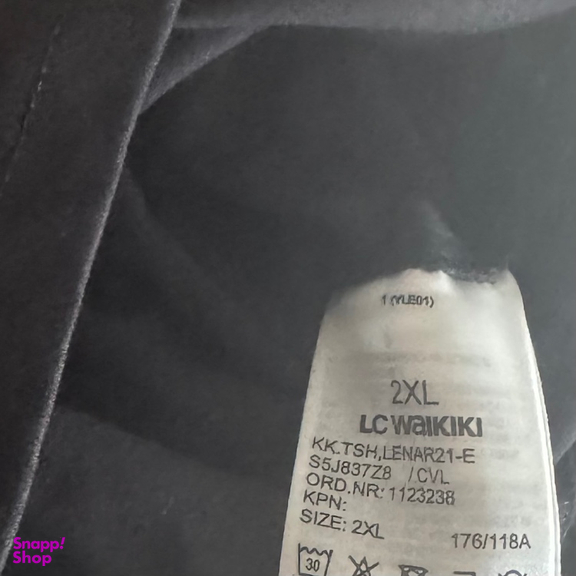 1 (YLE01)
2XL
LC WAIKIKI
KK.TSH,LENAR21-E
S5J837Z8 /CVL
ORD.NR: 1123238
KPN:
SIZE: 2XL
176/118A
30
Snapp!
Shop